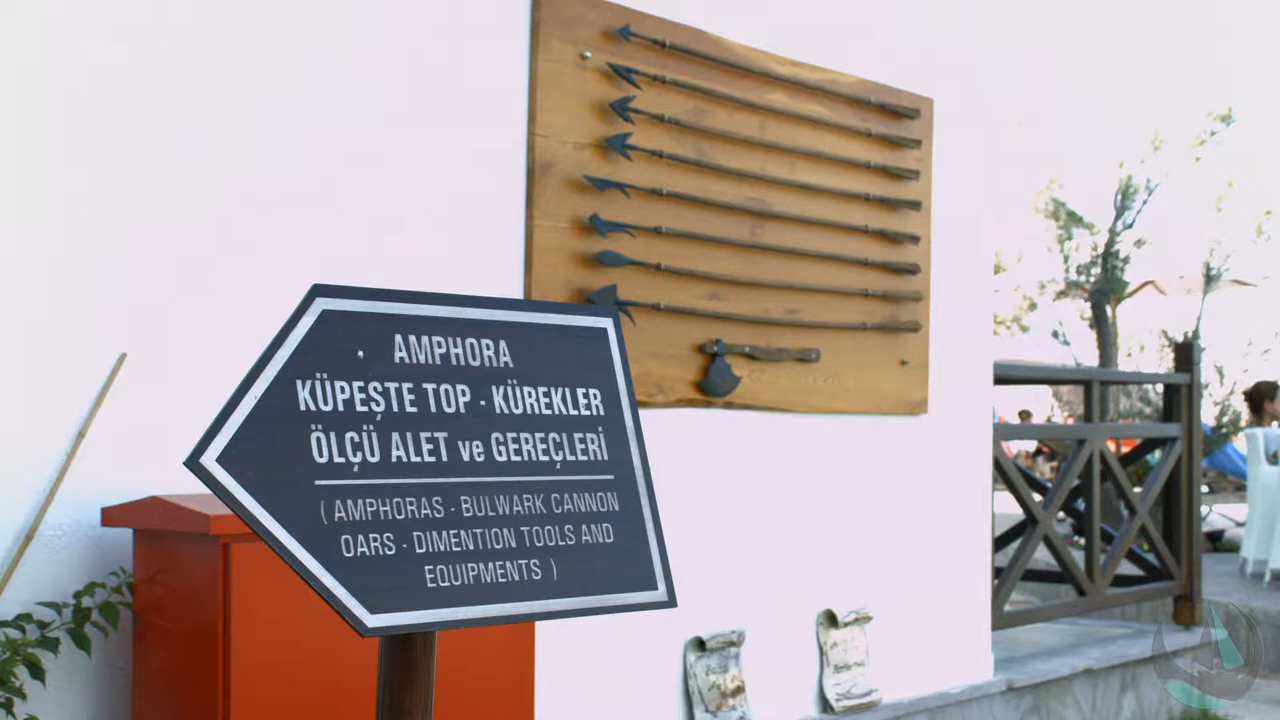 AMPHORA
KÜPEŞTE TOP - KÜREKLER
ÖLÇÜ ALET ve GEREÇLERİ
( AMPHORAS - BULWARK CANNON
OARS - DIMENTION TOOLS AND
EQUIPMENTS )